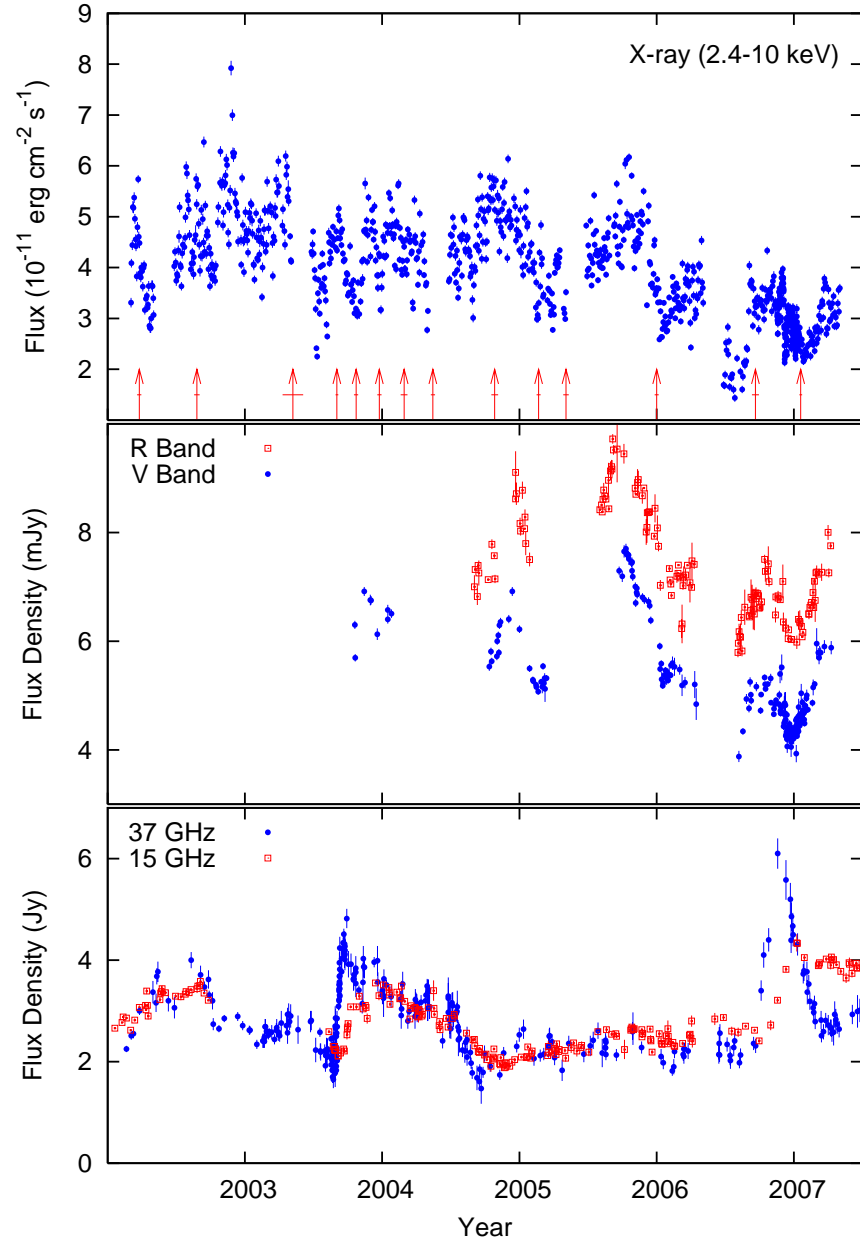 X-ray (2.4-10 keV)
Flux (10⁻¹¹ erg cm⁻² s⁻¹)
9
8
7
6
5
4
3
2
R Band
V Band
Flux Density (mJy)
8
6
4
37 GHz
15 GHz
Flux Density (Jy)
6
4
2
0
2003 2004 2005 2006 2007
Year